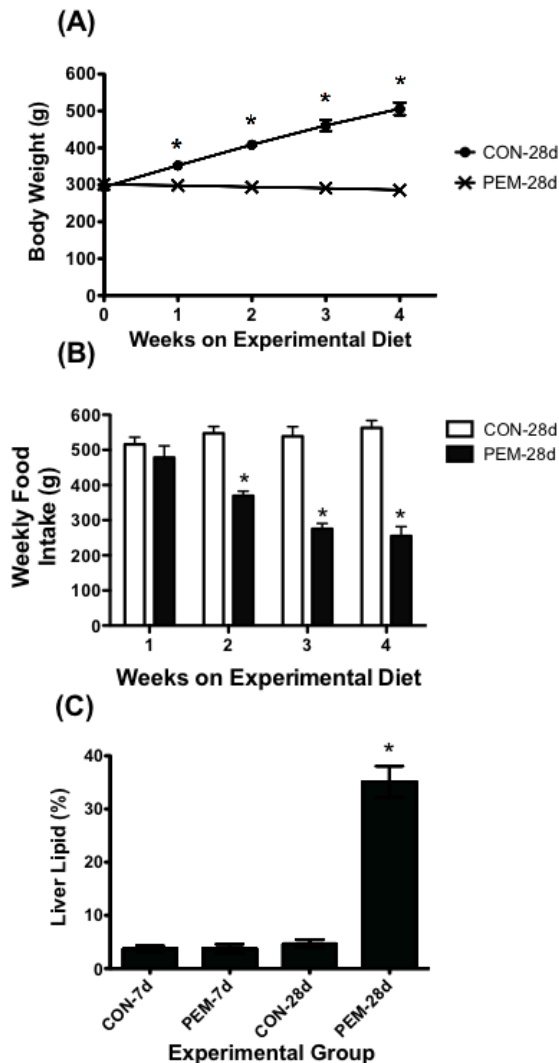 (A)
600
500
400
300
200
100
0
Body Weight (g)
* * * *
0 1 2 3 4
Weeks on Experimental Diet
CON-28d
PEM-28d
(B)
600
500
400
300
200
100
0
Weekly Food
Intake (g)
* * *
1 2 3 4
Weeks on Experimental Diet
CON-28d
PEM-28d
(C)
40
30
20
10
0
Liver Lipid (%)
*
CON-7d
PEM-7d
CON-28d
PEM-28d
Experimental Group